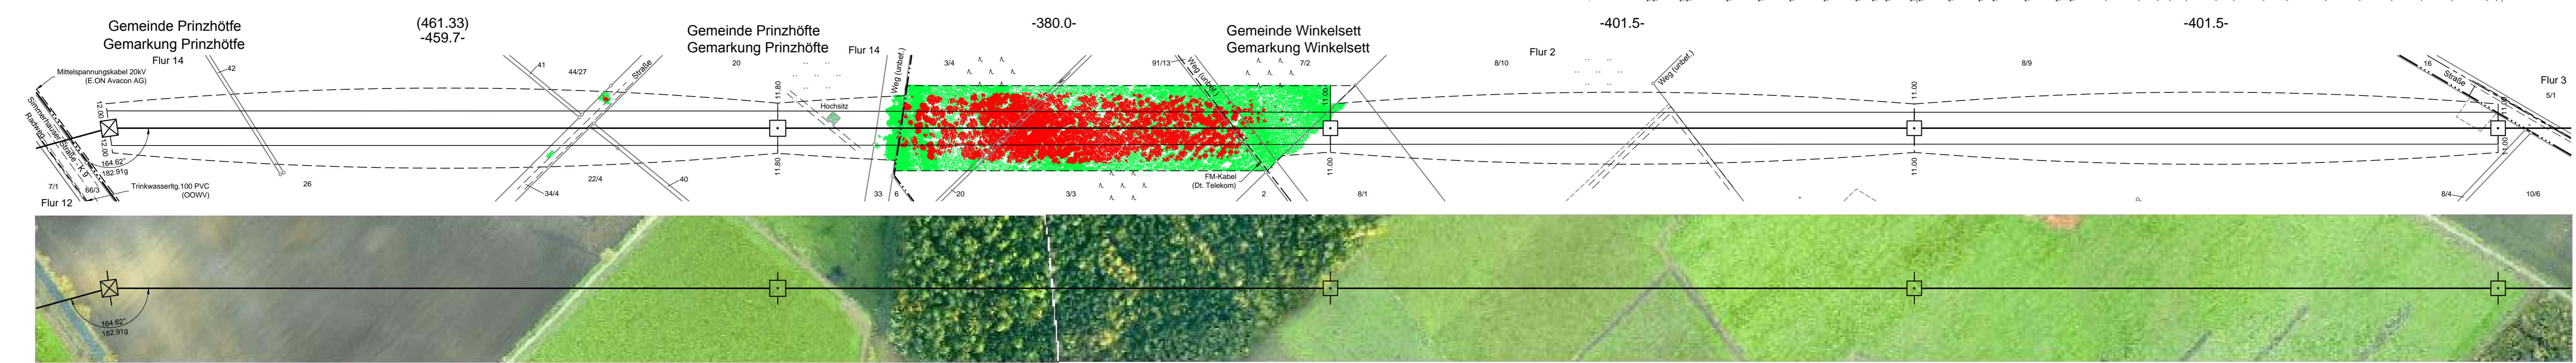 Gemeinde Prinzhöfte
Gemarkung Prinzhöfte
Flur 14
(461.33)
-459.7-
Gemeinde Prinzhöfte
Gemarkung Prinzhöfte
Flur 14
-380.0-
Gemeinde Winkelsett
Gemarkung Winkelsett
-401.5-
Flur 2
-401.5-
Flur 3
Mittelspannungskabel 20kV
(E.ON Avacon AG)
42
41
44/27
Straße
20
Weg (unbef.)
3/4
91/13
Weg (unbef.)
7/2
8/10
Weg (unbef.)
8/9
16
Straße
5/1
Simmerhauser Straße - K 9
Radweg
12.00
12.00
164.62°
182.91g
11.80
11.80
Hochsitz
11.00
11.00
11.00
11.00
11.00
7/1
66/3
Trinkwasserltg.100 PVC
(OOWV)
Flur 12
26
34/4
22/4
40
33
6
20
3/3
FM-Kabel
(Dt. Telekom)
2
8/1
8/4
10/6
164.62°
182.91g